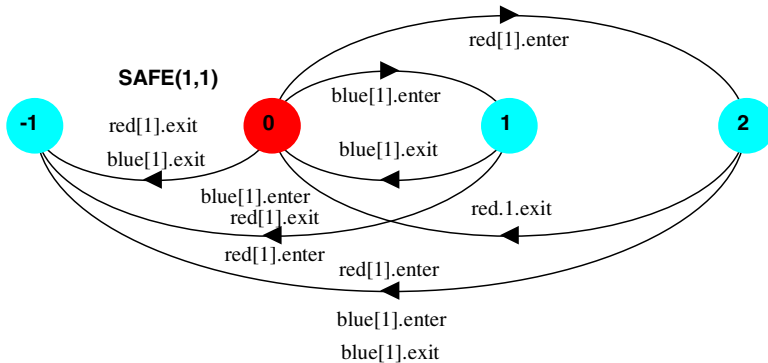 red[1].enter
SAFE(1,1)
blue[1].enter
-1
red[1].exit
0
1
2
blue[1].exit
blue[1].exit
blue[1].enter
red[1].exit
red.1.exit
red[1].enter
red[1].enter
blue[1].enter
blue[1].exit